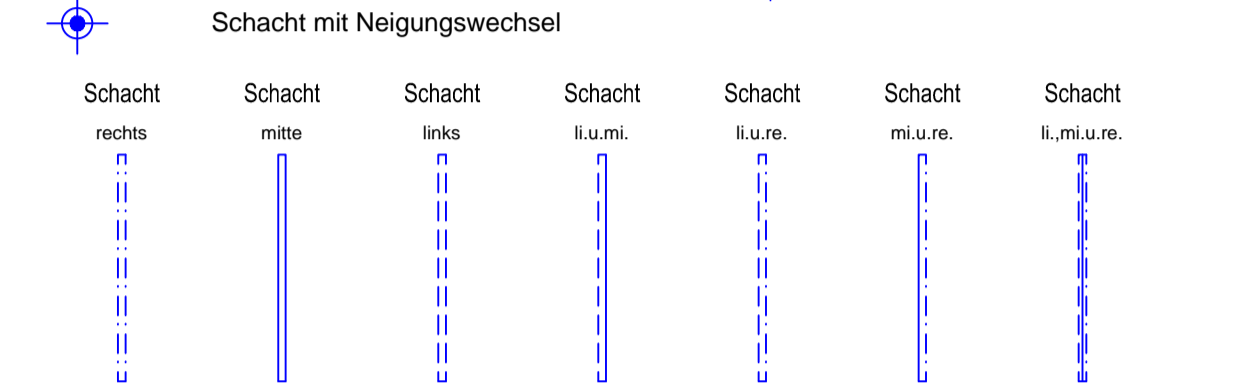 Schacht mit Neigungswechsel
Schacht Schacht Schacht Schacht Schacht Schacht Schacht
rechts mitte links li.u.mi. li.u.re. mi.u.re. li.,mi.u.re.